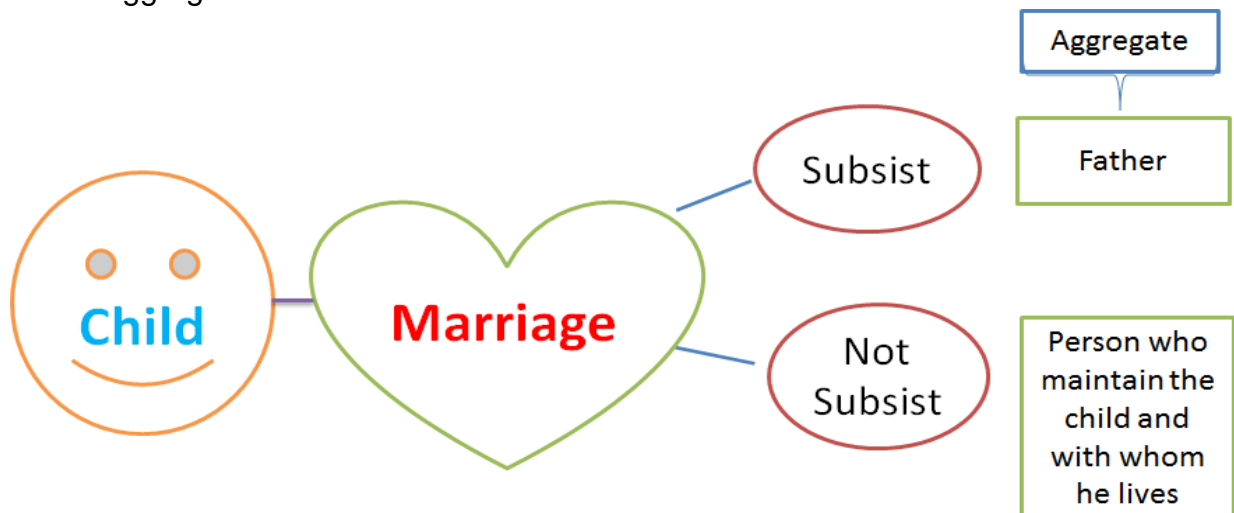 Aggregate
Subsist
Father
Child
Marriage
Not
Subsist
Person who
maintain the
child and
with whom
he lives